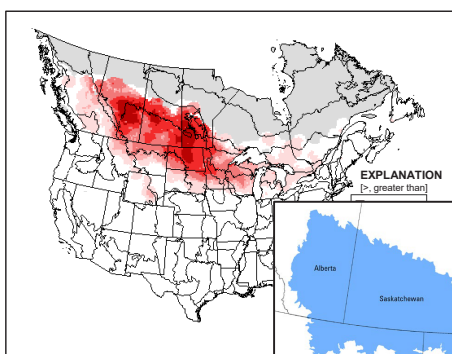 EXPLANATION
[>, greater than]
Alberta
Saskatchewan